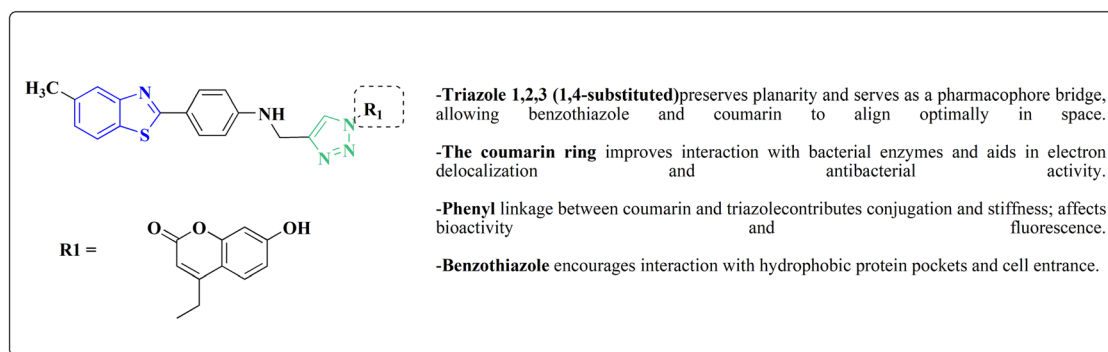 H₃C
N
S
NH
N
N
N
R₁
-Triazole 1,2,3 (1,4-substituted)preserves planarity and serves as a pharmacophore bridge,
allowing benzothiazole and coumarin to align optimally in space.
-The coumarin ring improves interaction with bacterial enzymes and aids in electron
delocalization and antibacterial activity.
-Phenyl linkage between coumarin and triazolecontributes conjugation and stiffness; affects
bioactivity and fluorescence.
-Benzothiazole encourages interaction with hydrophobic protein pockets and cell entrance.
R1 =
O
O
OH